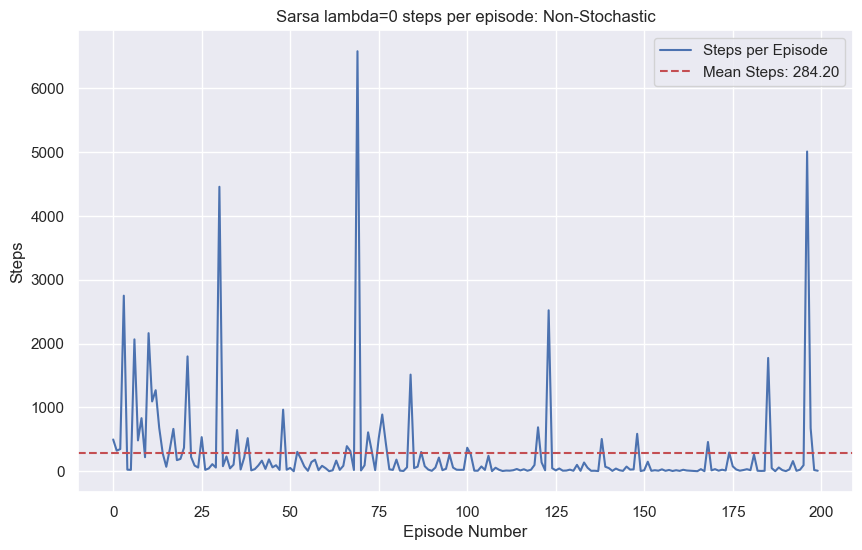 Sarsa lambda=0 steps per episode: Non-Stochastic
Steps per Episode
Mean Steps: 284.20
6000
5000
4000
3000
2000
1000
0
Steps
0 25 50 75 100 125 150 175 200
Episode Number